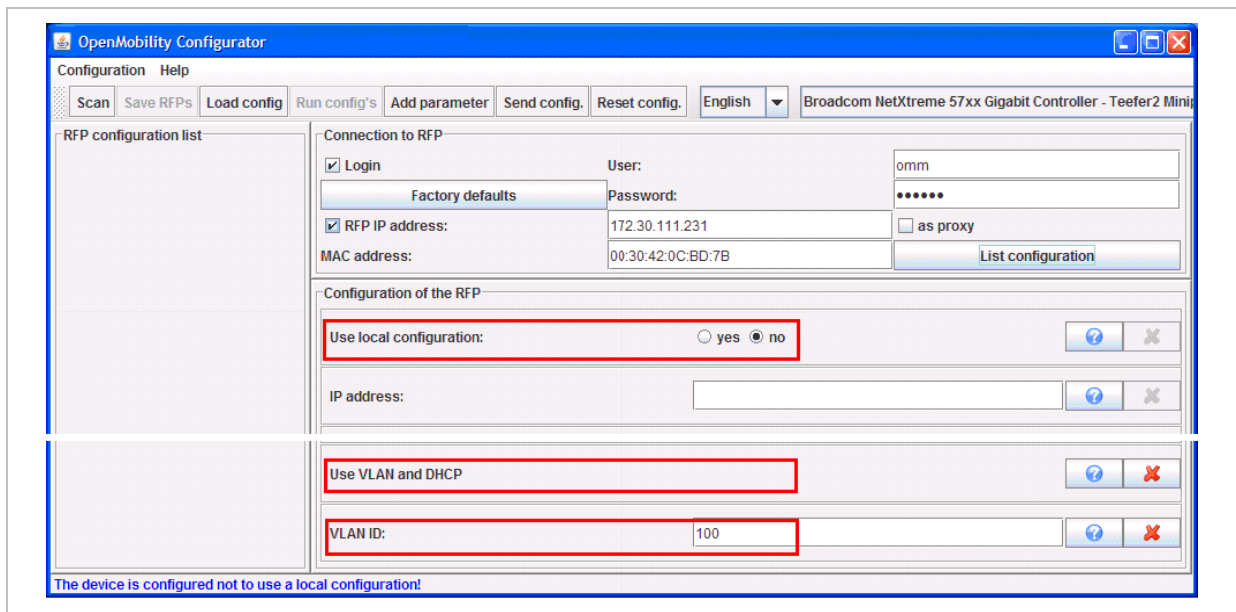 OpenMobility Configurator
Configuration Help
Scan Save RFPs Load config Run config's Add parameter Send config. Reset config. English Broadcom NetXtreme 57xx Gigabit Controller - Teefer2 Minip
RFP configuration list
Connection to RFP
Login User: omm
Factory defaults Password: ••••••
RFP IP address: 172.30.111.231 as proxy
MAC address: 00:30:42:0C:BD:7B List configuration
Configuration of the RFP
Use local configuration: yes no
IP address:
Use VLAN and DHCP
VLAN ID: 100
The device is configured not to use a local configuration!